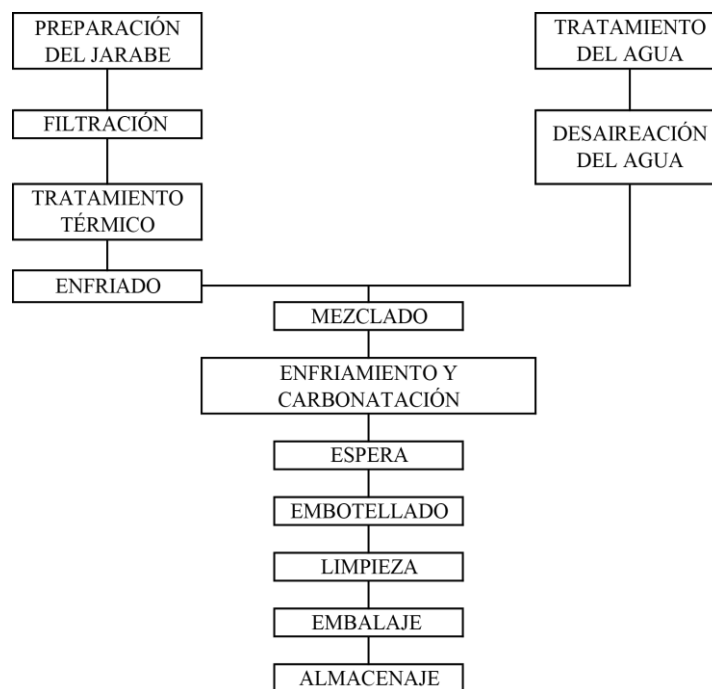 PREPARACIÓN
DEL JARABE
FILTRACIÓN
TRATAMIENTO
TÉRMICO
ENFRIADO
TRATAMIENTO
DEL AGUA
DESAIREACIÓN
DEL AGUA
MEZCLADO
ENFRIAMIENTO Y
CARBONATACIÓN
ESPERA
EMBOTELLADO
LIMPIEZA
EMBALAJE
ALMACENAJE